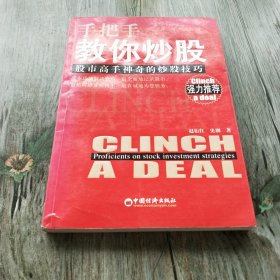 手把手
教你炒股
股市高手神奇的炒股技巧
Clinch
强力推荐
a deal
著
CLINCH
Proficients on stock investment strategies
A DEAL
中国经济出版社